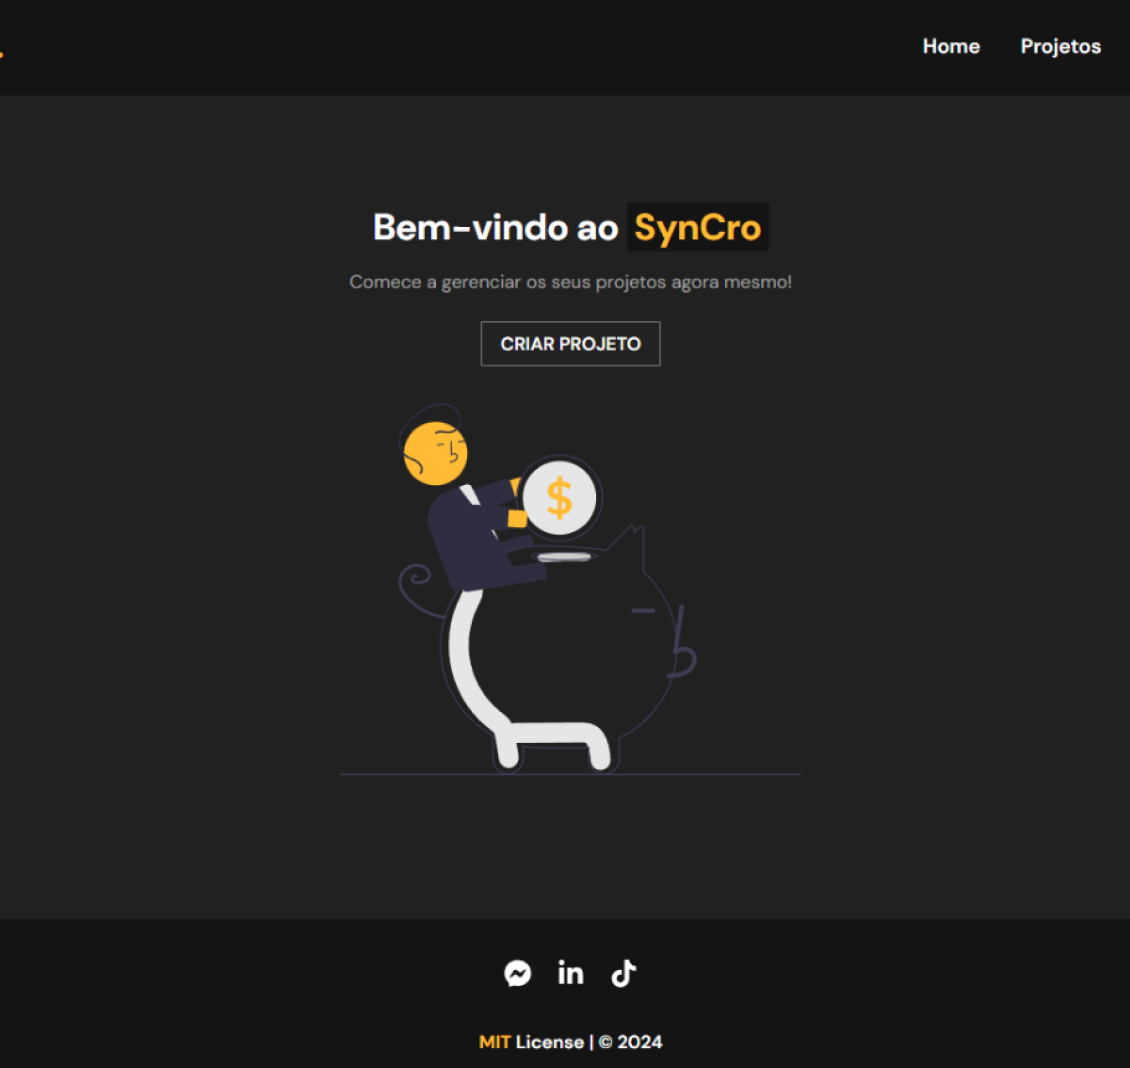 Home Projetos
Bem-vindo ao SynCro
Comece a gerenciar os seus projetos agora mesmo!
CRIAR PROJETO
$
in
MIT License | © 2024